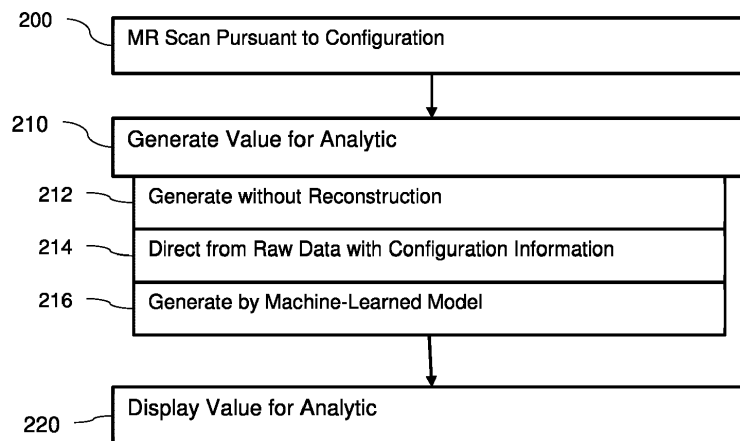 200
MR Scan Pursuant to Configuration
210
Generate Value for Analytic
212
Generate without Reconstruction
214
Direct from Raw Data with Configuration Information
216
Generate by Machine-Learned Model
220
Display Value for Analytic